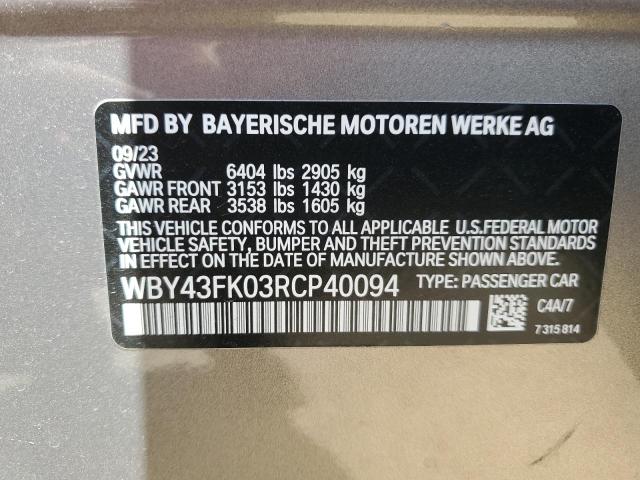 MFD BY BAYERISCHE MOTOREN WERKE AG
09/23
GVWR 6404 lbs 2905 kg
GAWR FRONT 3153 lbs 1430 kg
GAWR REAR 3538 lbs 1605 kg
THIS VEHICLE CONFORMS TO ALL APPLICABLE U.S.FEDERAL MOTOR
VEHICLE SAFETY, BUMPER AND THEFT PREVENTION STANDARDS
IN EFFECT ON THE DATE OF MANUFACTURE SHOWN ABOVE.
WBY43FK03RCP40094 TYPE: PASSENGER CAR
C4A/7
7 315 814